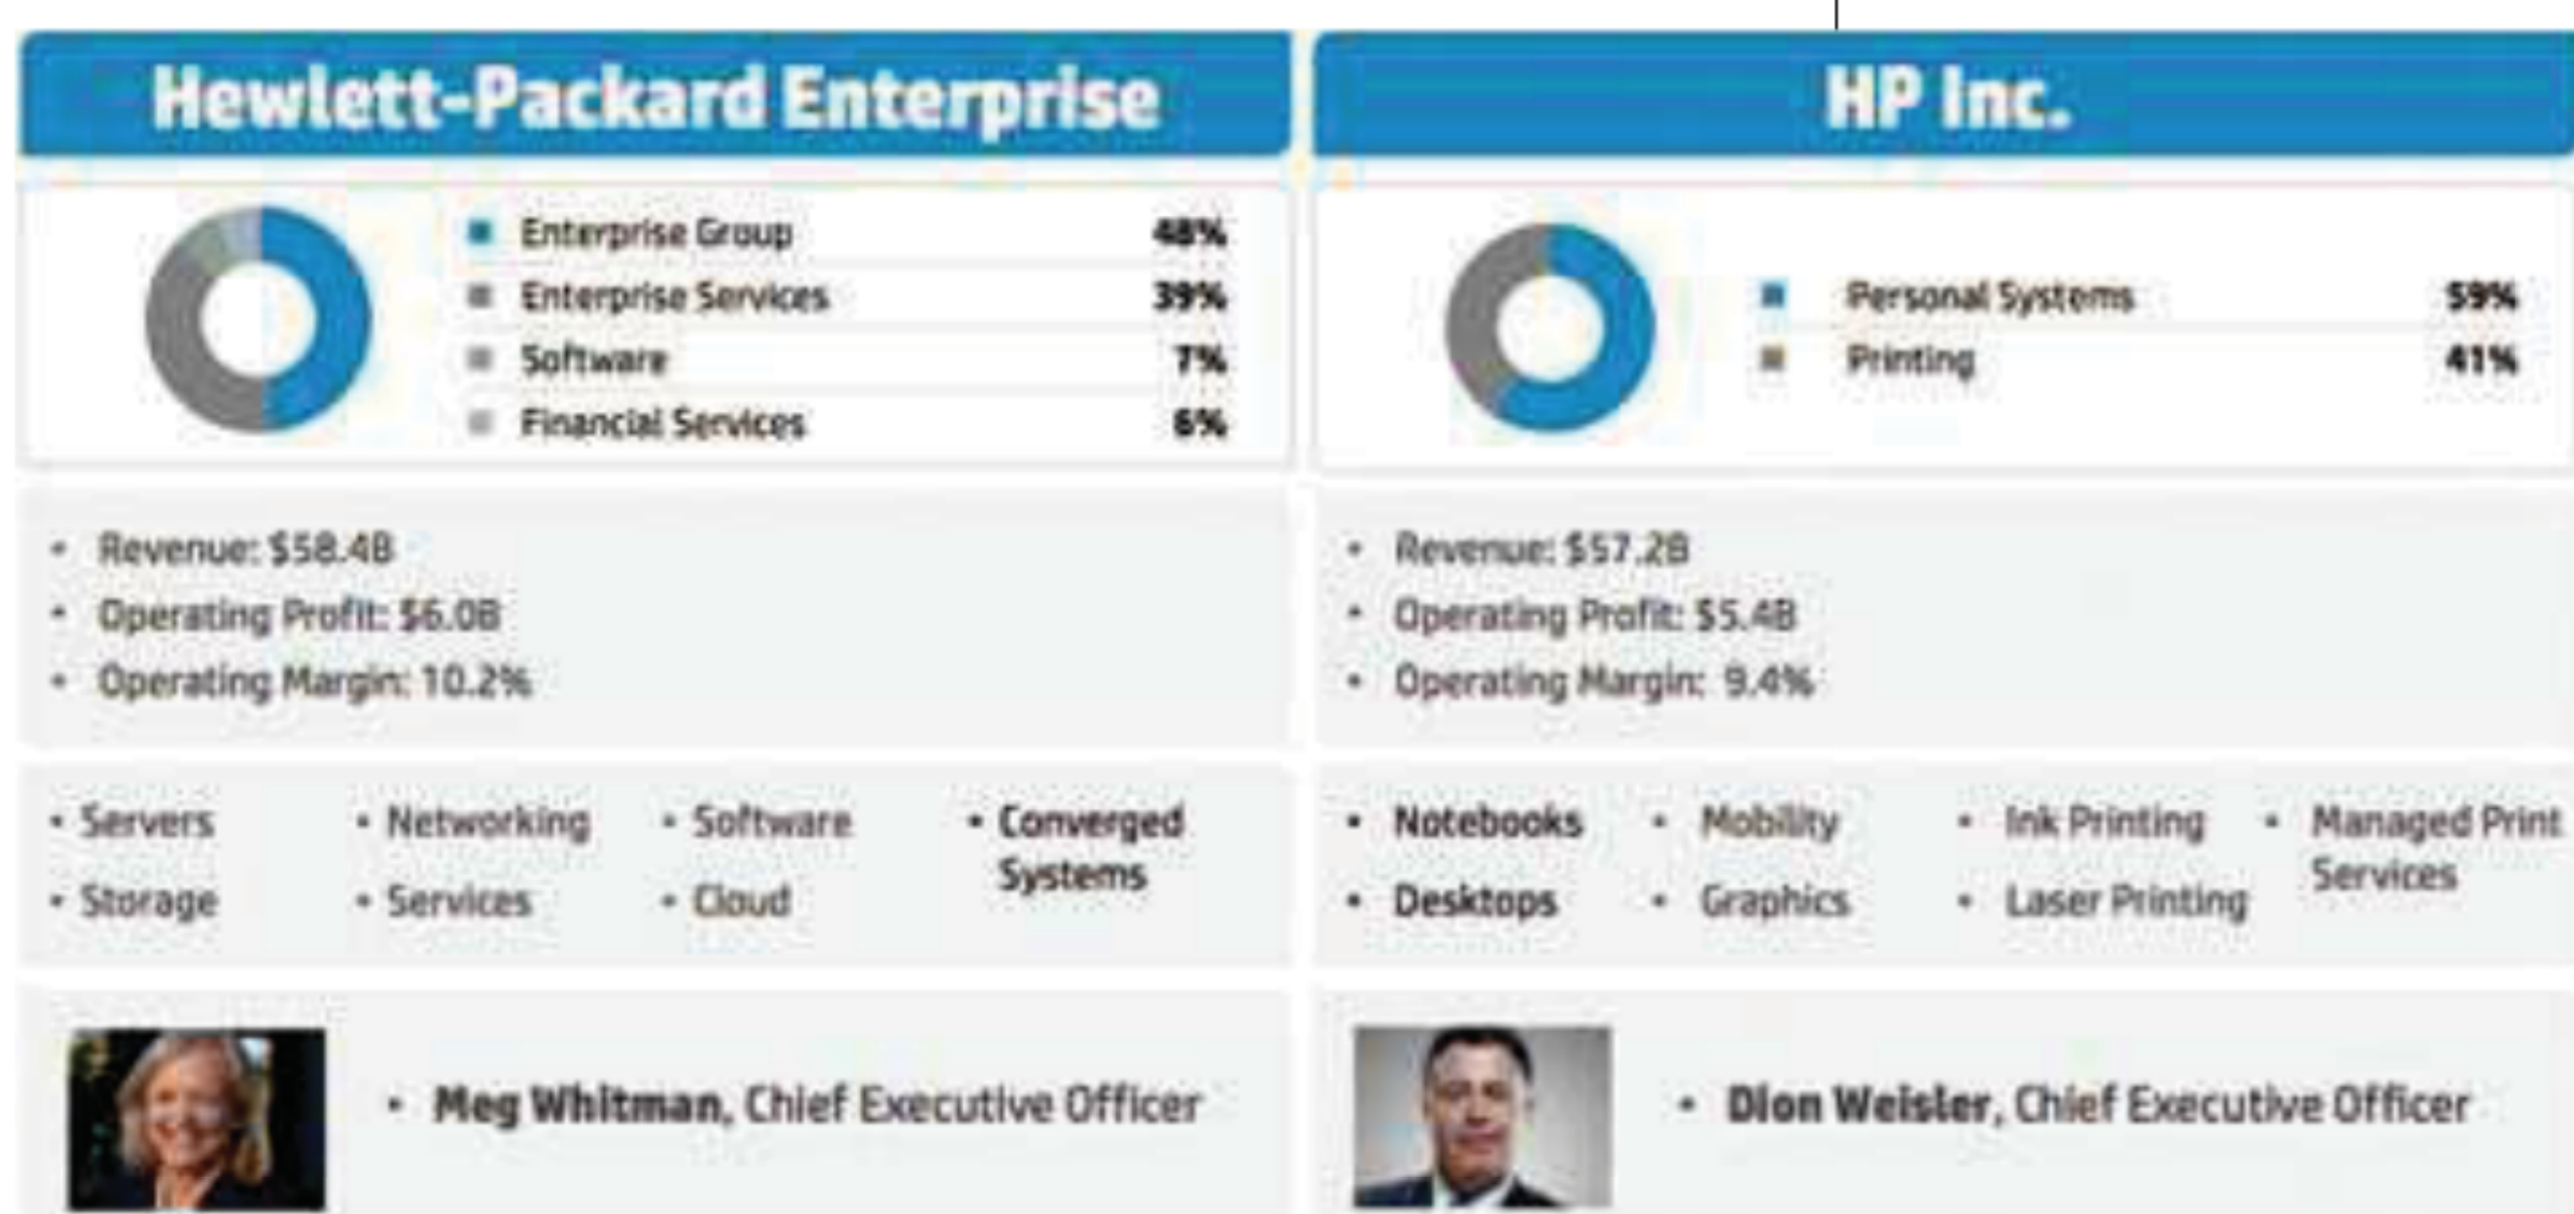 Hewlett-Packard Enterprise
Enterprise Group 48%
Enterprise Services 39%
Software 7%
Financial Services 6%
• Revenue: $58.4B
• Operating Profit: $6.0B
• Operating Margin: 10.2%
• Servers • Networking • Software • Converged
Systems
• Storage • Services • Cloud
• Meg Whitman, Chief Executive Officer
HP Inc.
Personal Systems 59%
Printing 41%
• Revenue: $57.2B
• Operating Profit: $5.4B
• Operating Margin: 9.4%
• Notebooks • Mobility • Ink Printing • Managed Print
Services
• Desktops • Graphics • Laser Printing
• Dion Weisler, Chief Executive Officer